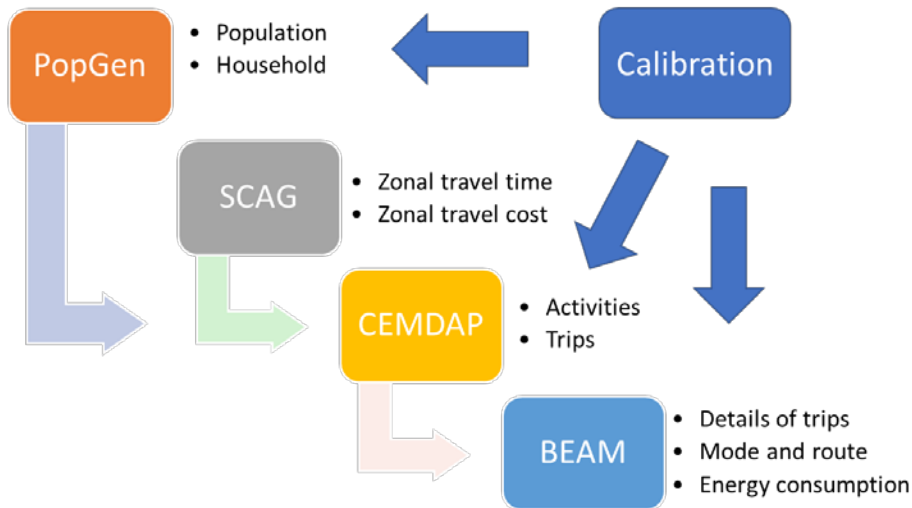 PopGen
• Population
• Household
Calibration
SCAG
• Zonal travel time
• Zonal travel cost
CEMDAP
• Activities
• Trips
BEAM
• Details of trips
• Mode and route
• Energy consumption